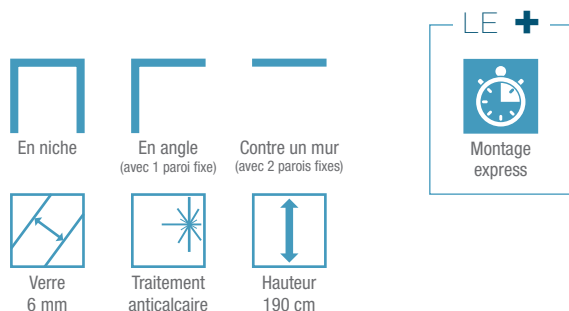 LE +
En niche
En angle
(avec 1 paroi fixe)
Contre un mur
(avec 2 parois fixes)
Montage
express
Verre
6 mm
Traitement
anticalcaire
Hauteur
190 cm